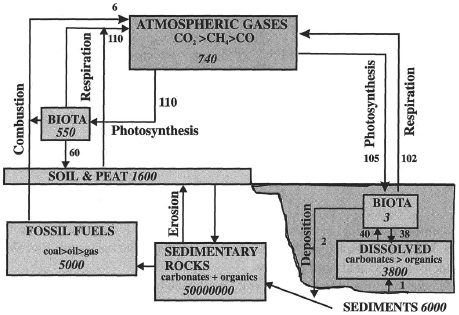 6
ATMOSPHERIC GASES
CO₂ >CH₄>CO
740
110
Respiration
Combustion
110
Photosynthesis
BIOTA
550
60
Photosynthesis
Respiration
105
102
SOIL & PEAT 1600
BIOTA
3
Erosion
Deposition
2
40
38
FOSSIL FUELS
coal>oil>gas
5000
SEDIMENTARY
ROCKS
carbonates + organics
50000000
DISSOLVED
carbonates > organics
3800
1
SEDIMENTS 6000